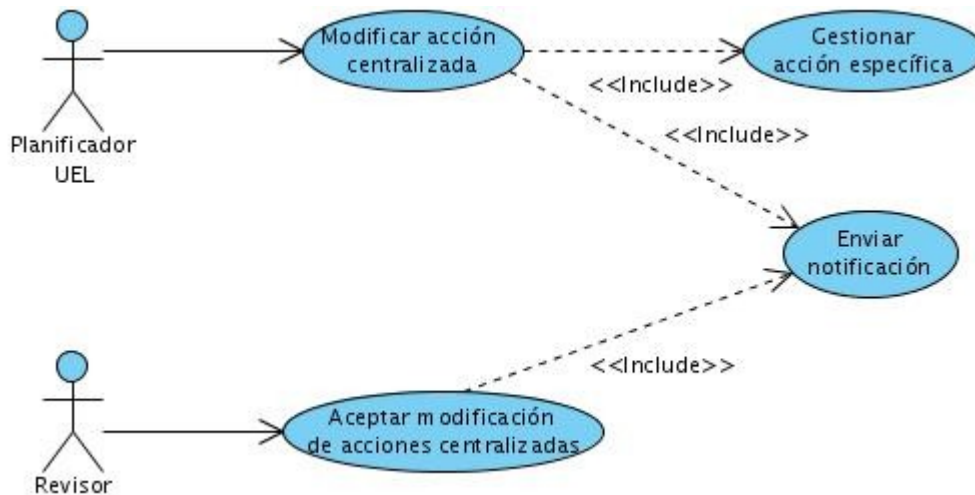 Modificar acción
centralizada
Gestionar
acción específica
<<Include>>
<<Include>>
Planificador
UEL
Enviar
notificación
<<Include>>
Aceptar modificación
de acciones centralizadas
Revisor